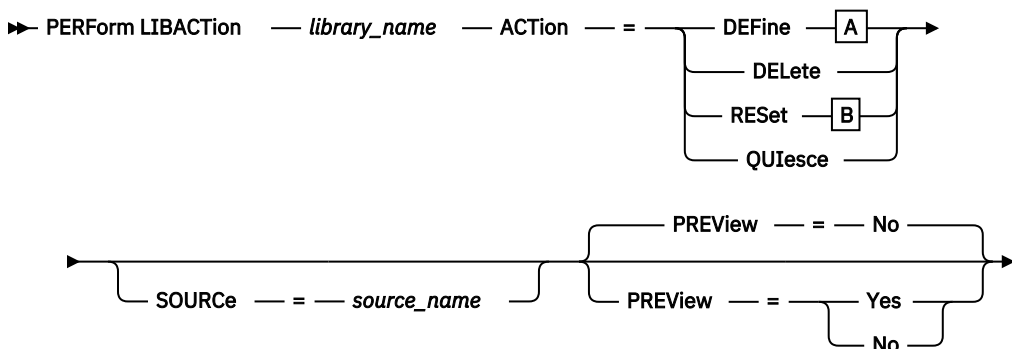 PERForm LIBACTion library_name ACTion = DEFine A
DELete
RESet B
QUIesce
PREView = No
SOURCe = source_name PREView = Yes
No